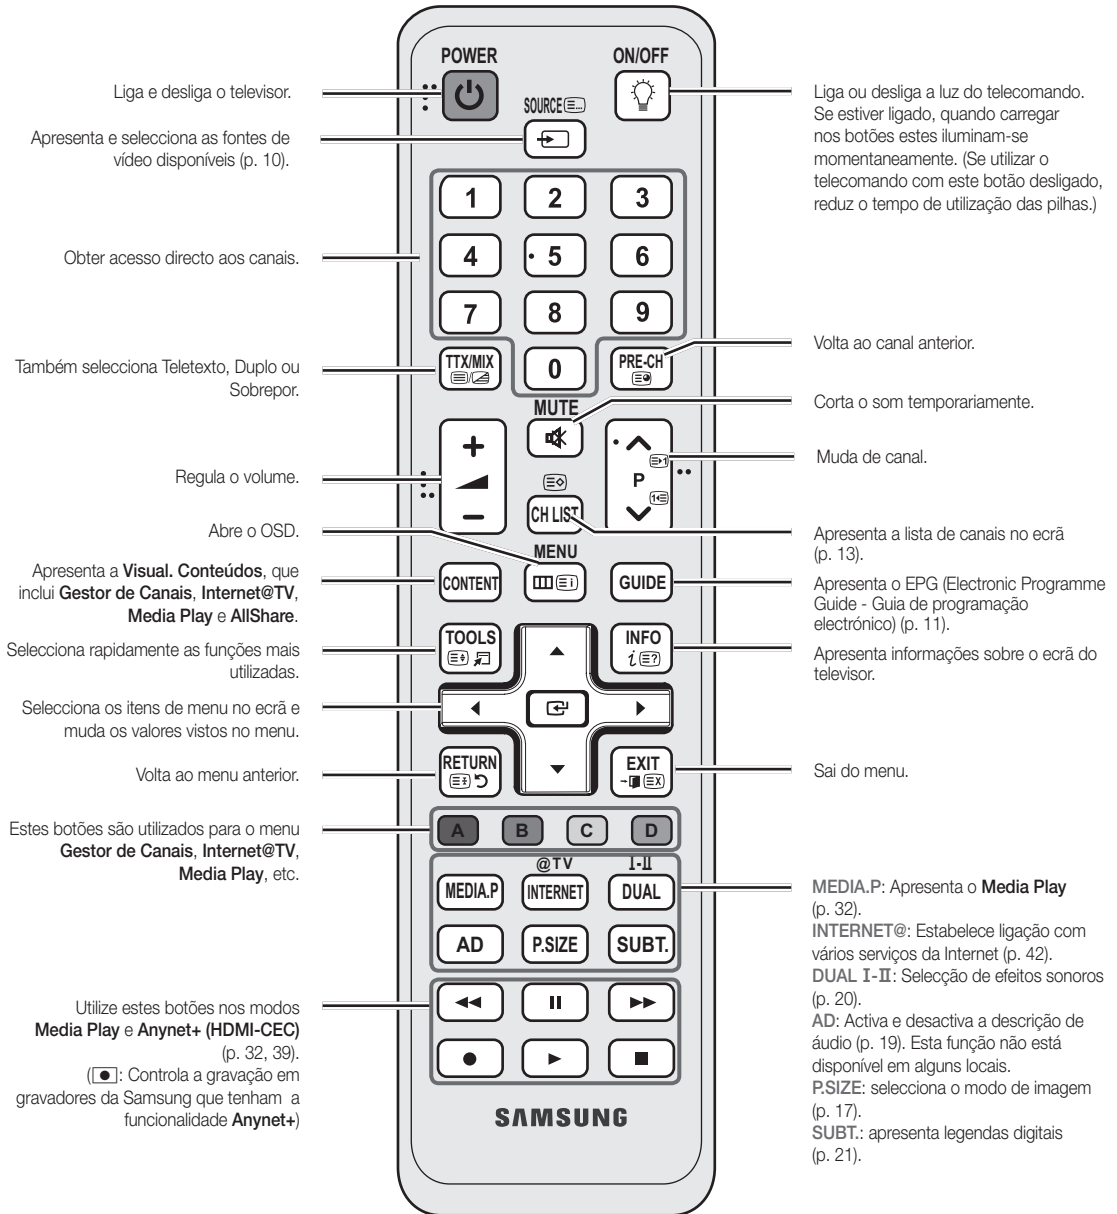 POWER
ON/OFF
SOURCE
1
2
3
4
5
6
7
8
9
TTX/MIX
0
PRE-CH
MUTE
P
CH LIST
MENU
CONTENT
GUIDE
TOOLS
INFO
RETURN
EXIT
A
B
C
D
@TV
I-II
MEDIA.P
INTERNET
DUAL
AD
P.SIZE
SUBT.
SAMSUNG
Liga e desliga o televisor.
Apresenta e selecciona as fontes de
vídeo disponíveis (p. 10).
Obter acesso directo aos canais.
Também selecciona Teletexto, Duplo ou
Sobrepor.
Regula o volume.
Abre o OSD.
Apresenta a Visual. Conteúdos, que
inclui Gestor de Canais, Internet@TV,
Media Play e AllShare.
Selecciona rapidamente as funções mais
utilizadas.
Selecciona os itens de menu no ecrã e
muda os valores vistos no menu.
Volta ao menu anterior.
Estes botões são utilizados para o menu
Gestor de Canais, Internet@TV,
Media Play, etc.
Utilize estes botões nos modos
Media Play e Anynet+ (HDMI-CEC)
(p. 32, 39).
(●: Controla a gravação em
gravadores da Samsung que tenham a
funcionalidade Anynet+)
Liga ou desliga a luz do telecomando.
Se estiver ligado, quando carregar
nos botões estes iluminam-se
momentaneamente. (Se utilizar o
telecomando com este botão desligado,
reduz o tempo de utilização das pilhas.)
Volta ao canal anterior.
Corta o som temporariamente.
Muda de canal.
Apresenta a lista de canais no ecrã
(p. 13).
Apresenta o EPG (Electronic Programme
Guide - Guia de programação
electrónico) (p. 11).
Apresenta informações sobre o ecrã do
televisor.
Sai do menu.
MEDIA.P: Apresenta o Media Play
(p. 32).
INTERNET@: Estabelece ligação com
vários serviços da Internet (p. 42).
DUAL I-II: Selecção de efeitos sonoros
(p. 20).
AD: Activa e desactiva a descrição de
áudio (p. 19). Esta função não está
disponível em alguns locais.
P.SIZE: selecciona o modo de imagem
(p. 17).
SUBT.: apresenta legendas digitais
(p. 21).